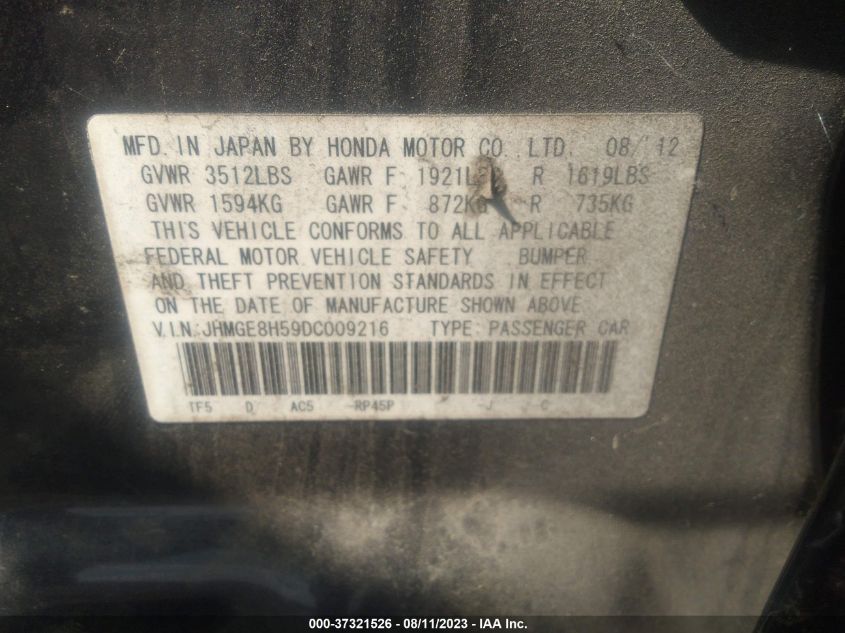 MFD. IN JAPAN BY HONDA MOTOR CO. LTD. 08/'12
GVWR 3512LBS GAWR F 1921L R 1619LBS
GVWR 1594KG GAWR F 872KG R 735KG
THIS VEHICLE CONFORMS TO ALL APPLICABLE
FEDERAL MOTOR VEHICLE SAFETY BUMPER
AND THEFT PREVENTION STANDARDS IN EFFECT
ON THE DATE OF MANUFACTURE SHOWN ABOVE.
V.I.N. JHMGE8H59DC009216 TYPE: PASSENGER CAR
TF5 D AC5 -RP45P - -J - C
000-37321526 - 08/11/2023 - IAA Inc.